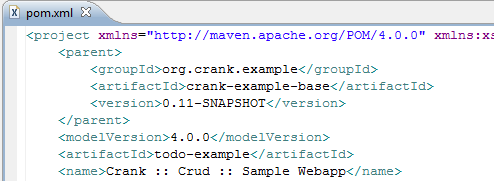 pom.xml
<project xmlns="http://maven.apache.org/POM/4.0.0" xmlns:xs
<parent>
<groupId>org.crank.example</groupId>
<artifactId>crank-example-base</artifactId>
<version>0.11-SNAPSHOT</version>
</parent>
<modelVersion>4.0.0</modelVersion>
<artifactId>todo-example</artifactId>
<name>Crank :: Crud :: Sample Webapp</name>